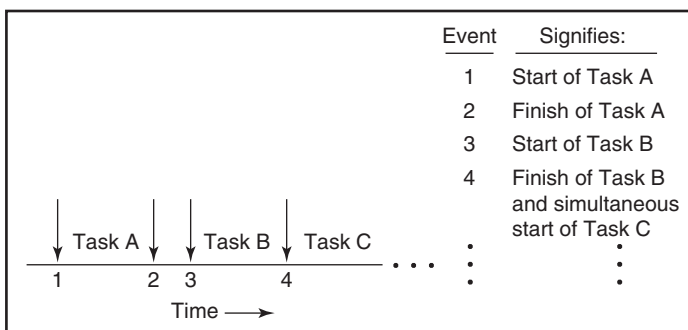 Event Signifies:
1 Start of Task A
2 Finish of Task A
3 Start of Task B
4 Finish of Task B
and simultaneous
start of Task C
Task A Task B Task C
1 2 3 4
Time